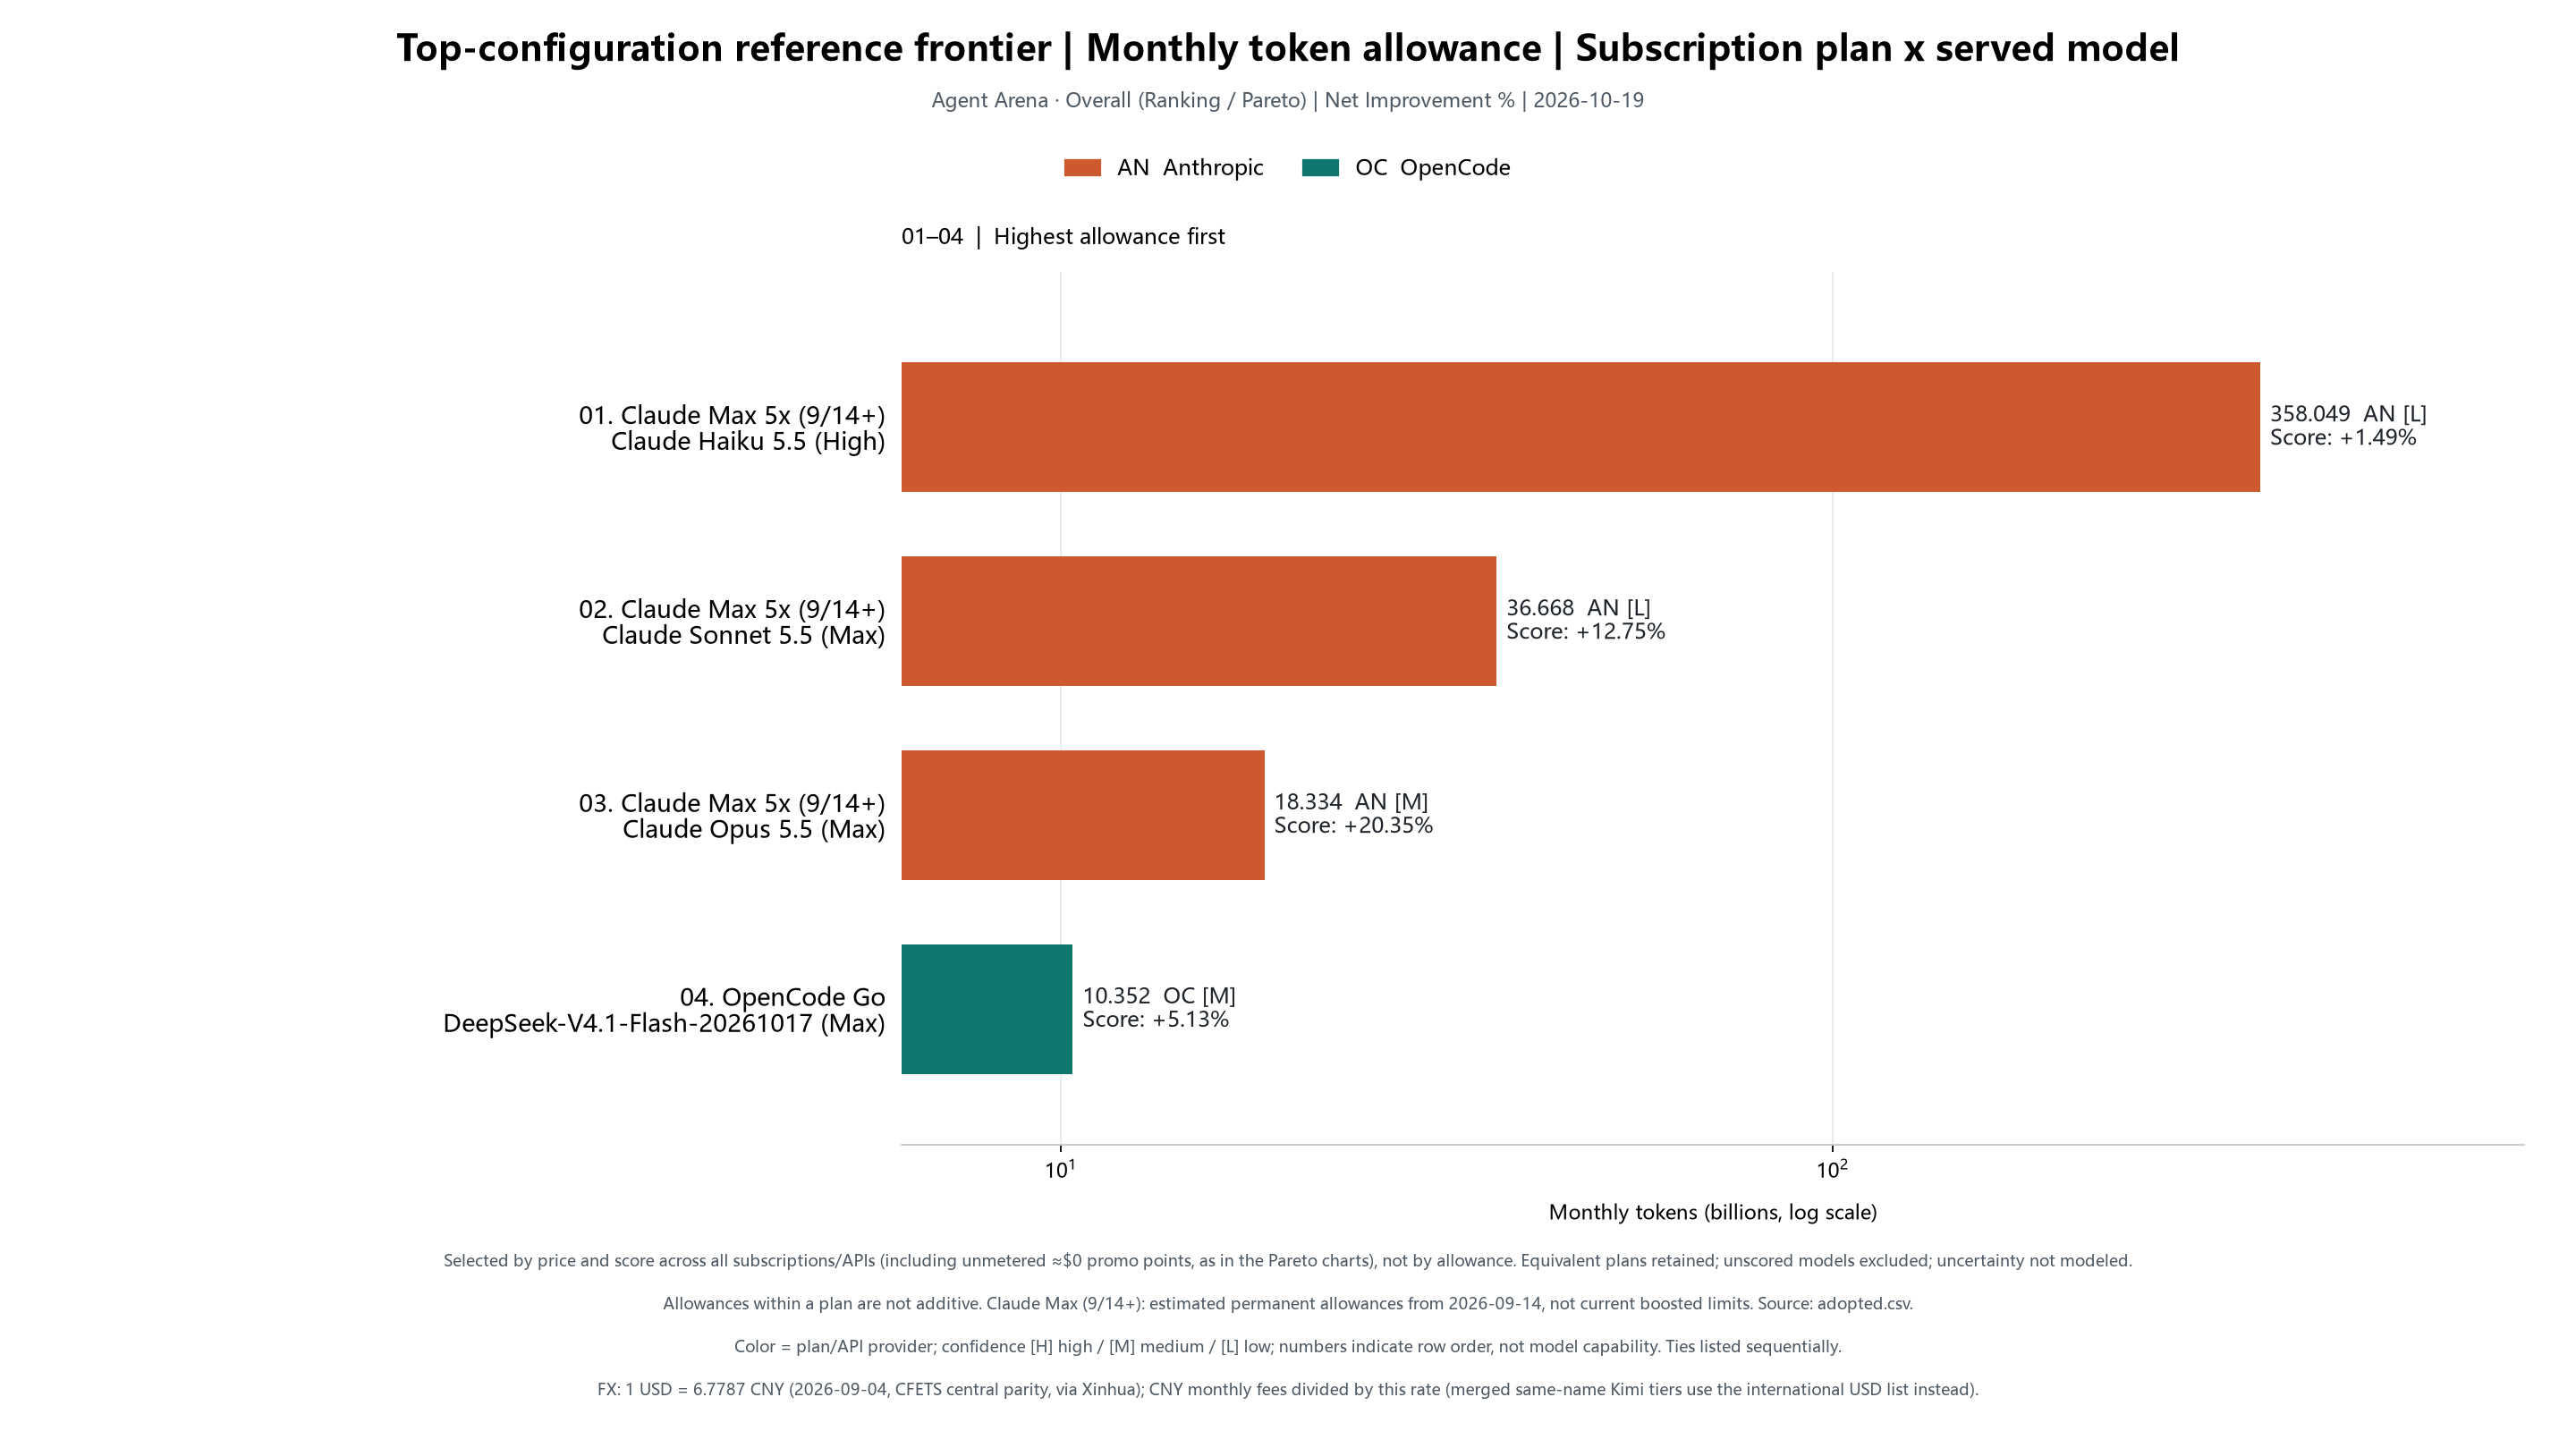 Top-configuration reference frontier | Monthly token allowance | Subscription plan x served model
Agent Arena · Overall (Ranking / Pareto) | Net Improvement % | 2026-10-19
AN Anthropic
OC OpenCode
01–04 | Highest allowance first
01. Claude Max 5x (9/14+)
Claude Haiku 5.5 (High)
358.049 AN [L]
Score: +1.49%
02. Claude Max 5x (9/14+)
Claude Sonnet 5.5 (Max)
36.668 AN [L]
Score: +12.75%
03. Claude Max 5x (9/14+)
Claude Opus 5.5 (Max)
18.334 AN [M]
Score: +20.35%
04. OpenCode Go
DeepSeek-V4.1-Flash-20261017 (Max)
10.352 OC [M]
Score: +5.13%
10¹
10²
Monthly tokens (billions, log scale)
Selected by price and score across all subscriptions/APIs (including unmetered ≈$0 promo points, as in the Pareto charts), not by allowance. Equivalent plans retained; unscored models excluded; uncertainty not modeled.
Allowances within a plan are not additive. Claude Max (9/14+): estimated permanent allowances from 2026-09-14, not current boosted limits. Source: adopted.csv.
Color = plan/API provider; confidence [H] high / [M] medium / [L] low; numbers indicate row order, not model capability. Ties listed sequentially.
FX: 1 USD = 6.7787 CNY (2026-09-04, CFETS central parity, via Xinhua); CNY monthly fees divided by this rate (merged same-name Kimi tiers use the international USD list instead).